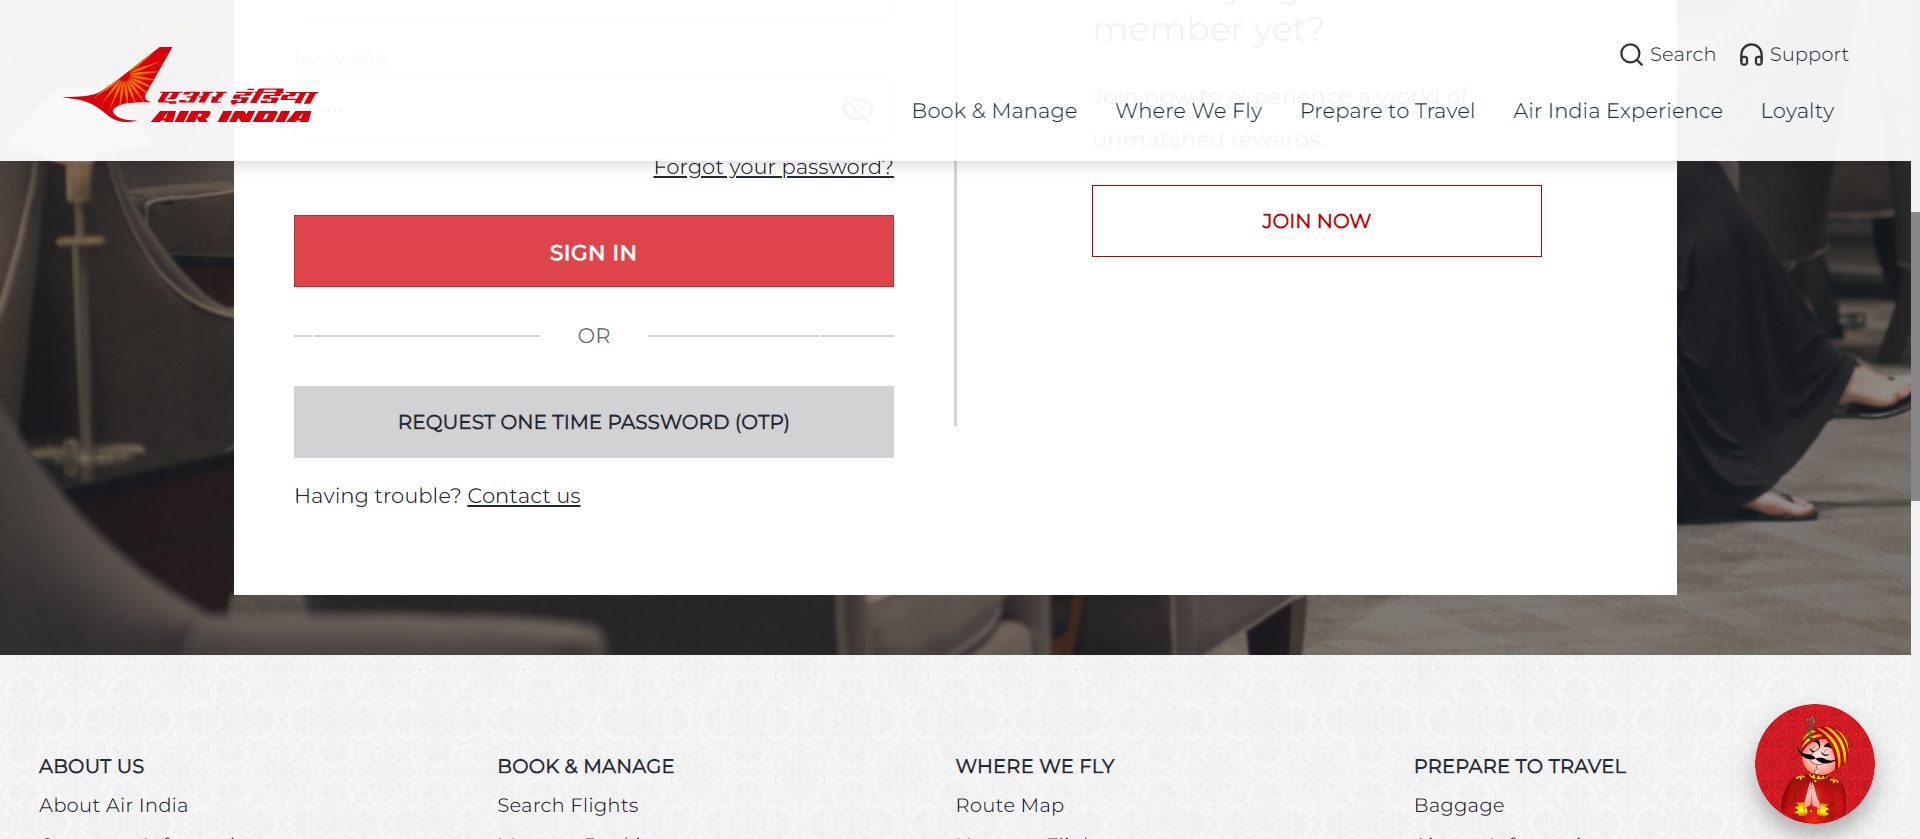 member yet?
PASSWORD
Search
Support
एअर इंडिया
AIR INDIA
Book & Manage
Where We Fly
Prepare to Travel
Air India Experience
Loyalty
Join now to experience a world of
unmatched rewards.
Forgot your password?
SIGN IN
JOIN NOW
OR
REQUEST ONE TIME PASSWORD (OTP)
Having trouble? Contact us
ABOUT US
BOOK & MANAGE
WHERE WE FLY
PREPARE TO TRAVEL
About Air India
Search Flights
Route Map
Baggage